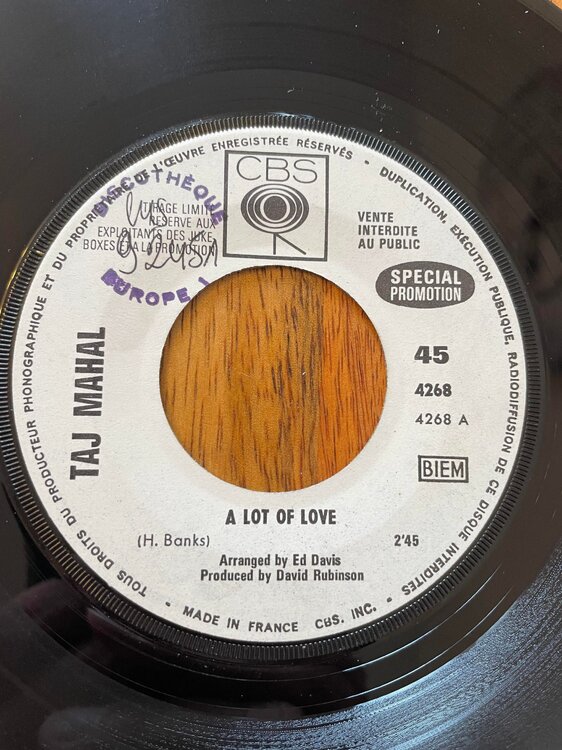 TOUS DROITS DU PRODUCTEUR PHONOGRAPHIQUE ET DU PROPRIÉTAIRE DE L'ŒUVRE ENREGISTRÉE RÉSERVÉS - DUPLICATION, EXÉCUTION PUBLIQUE, RADIODIFFUSION DE CE DISQUE INTERDITES -
CBS
DISCOTHÈQUE
TIRAGE LIMITÉ
RÉSERVÉ AUX
EXPLOITANTS DES JUKE
BOXES ET A LA PROMOTION
EUROPE 1
VENTE
INTERDITE
AU PUBLIC
SPECIAL
PROMOTION
TAJ MAHAL
45
4268
4268 A
BIEM
A LOT OF LOVE
(H. Banks)
2'45
Arranged by Ed Davis
Produced by David Rubinson
MADE IN FRANCE CBS. INC.